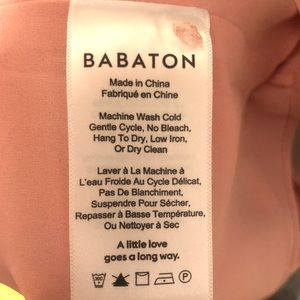 BABATON
Made in China
Fabriqué en Chine
Machine Wash Cold
Gentle Cycle, No Bleach,
Hang To Dry, Low Iron,
Or Dry Clean
Laver à La Machine à
L'eau Froide Au Cycle Délicat,
Pas De Blanchiment,
Suspendre Pour Sécher,
Repasser à Basse Température,
Ou Nettoyer à Sec
A little love
goes a long way.
P